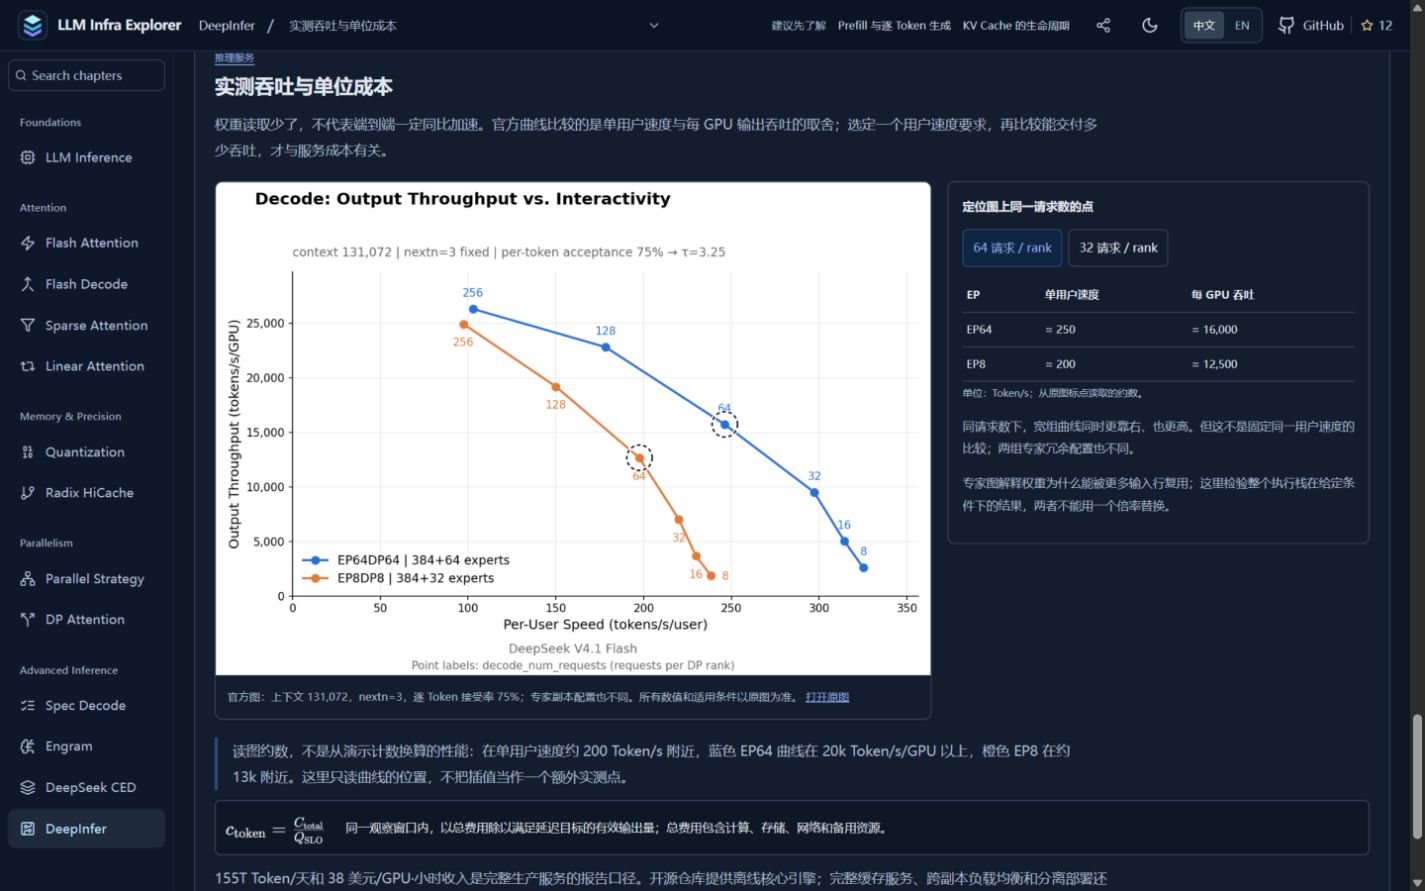 LLM Infra Explorer
DeepInfer / 实测吞吐与单位成本
建议先了解 Prefill 与逐 Token 生成 KV Cache 的生命周期
中文 EN GitHub 12
Search chapters
Foundations
LLM Inference
Attention
Flash Attention
Flash Decode
Sparse Attention
Linear Attention
Memory & Precision
Quantization
Radix HiCache
Parallelism
Parallel Strategy
DP Attention
Advanced Inference
Spec Decode
Engram
DeepSeek CED
DeepInfer
推理服务
实测吞吐与单位成本
权重读取少了，不代表端到端一定同比加速。官方曲线比较的是单用户速度与每 GPU 输出吞吐的取舍；选定一个用户速度要求，再比较能交付多
少吞吐，才与服务成本有关。
Decode: Output Throughput vs. Interactivity
context 131,072 | nextn=3 fixed | per-token acceptance 75% → τ=3.25
Output Throughput (tokens/s/GPU)
25,000
20,000
15,000
10,000
5,000
0
256
128
64
32
16
8
256
128
64
32
16
8
EP64DP64 | 384+64 experts
EP8DP8 | 384+32 experts
0 50 100 150 200 250 300 350
Per-User Speed (tokens/s/user)
DeepSeek V4.1 Flash
Point labels: decode_num_requests (requests per DP rank)
官方图：上下文 131,072，nextn=3，逐 Token 接受率 75%；专家副本配置也不同。所有数值和适用条件以原图为准。 打开原图
定位图上同一请求数的点
64 请求 / rank 32 请求 / rank
EP 单用户速度 每 GPU 吞吐
EP64 ≈ 250 ≈ 16,000
EP8 ≈ 200 ≈ 12,500
单位：Token/s；从原图标点读取的约数。
同请求数下，宽组曲线同时更靠右、也更高。但这不是固定同一用户速度的
比较；两组专家冗余配置也不同。
专家图解释权重为什么能被更多输入行复用；这里检验整个执行栈在给定条
件下的结果，两者不能用一个倍率替换。
读图约数，不是从演示计数换算的性能：在单用户速度约 200 Token/s 附近，蓝色 EP64 曲线在 20k Token/s/GPU 以上，橙色 EP8 在约
13k 附近。这里只读曲线的位置，不把插值当作一个额外实测点。
c_token = C_total / Q_SLO 同一观察窗口内，以总费用除以满足延迟目标的有效输出量；总费用包含计算、存储、网络和备用资源。
155T Token/天和 38 美元/GPU·小时收入是完整生产服务的报告口径。开源仓库提供离线核心引擎；完整缓存服务、跨副本负载均衡和分离部署还